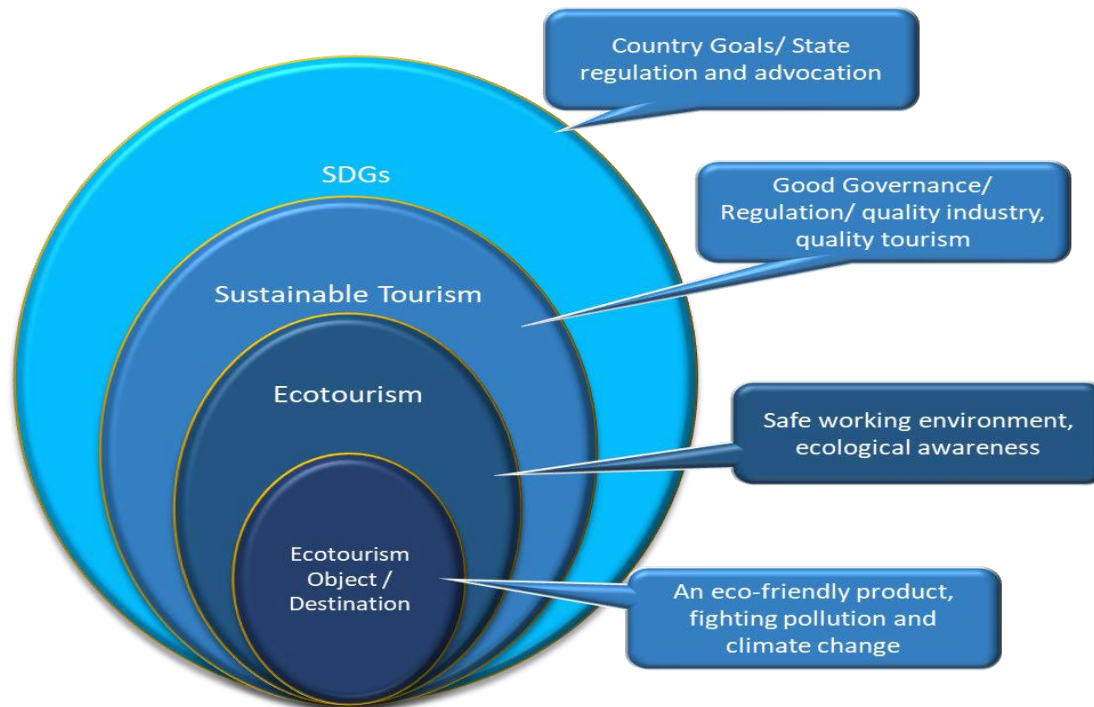 Country Goals/ State
regulation and advocation
SDGs
Good Governance/
Regulation/ quality industry,
quality tourism
Sustainable Tourism
Ecotourism
Safe working environment,
ecological awareness
Ecotourism
Object /
Destination
An eco-friendly product,
fighting pollution and
climate change